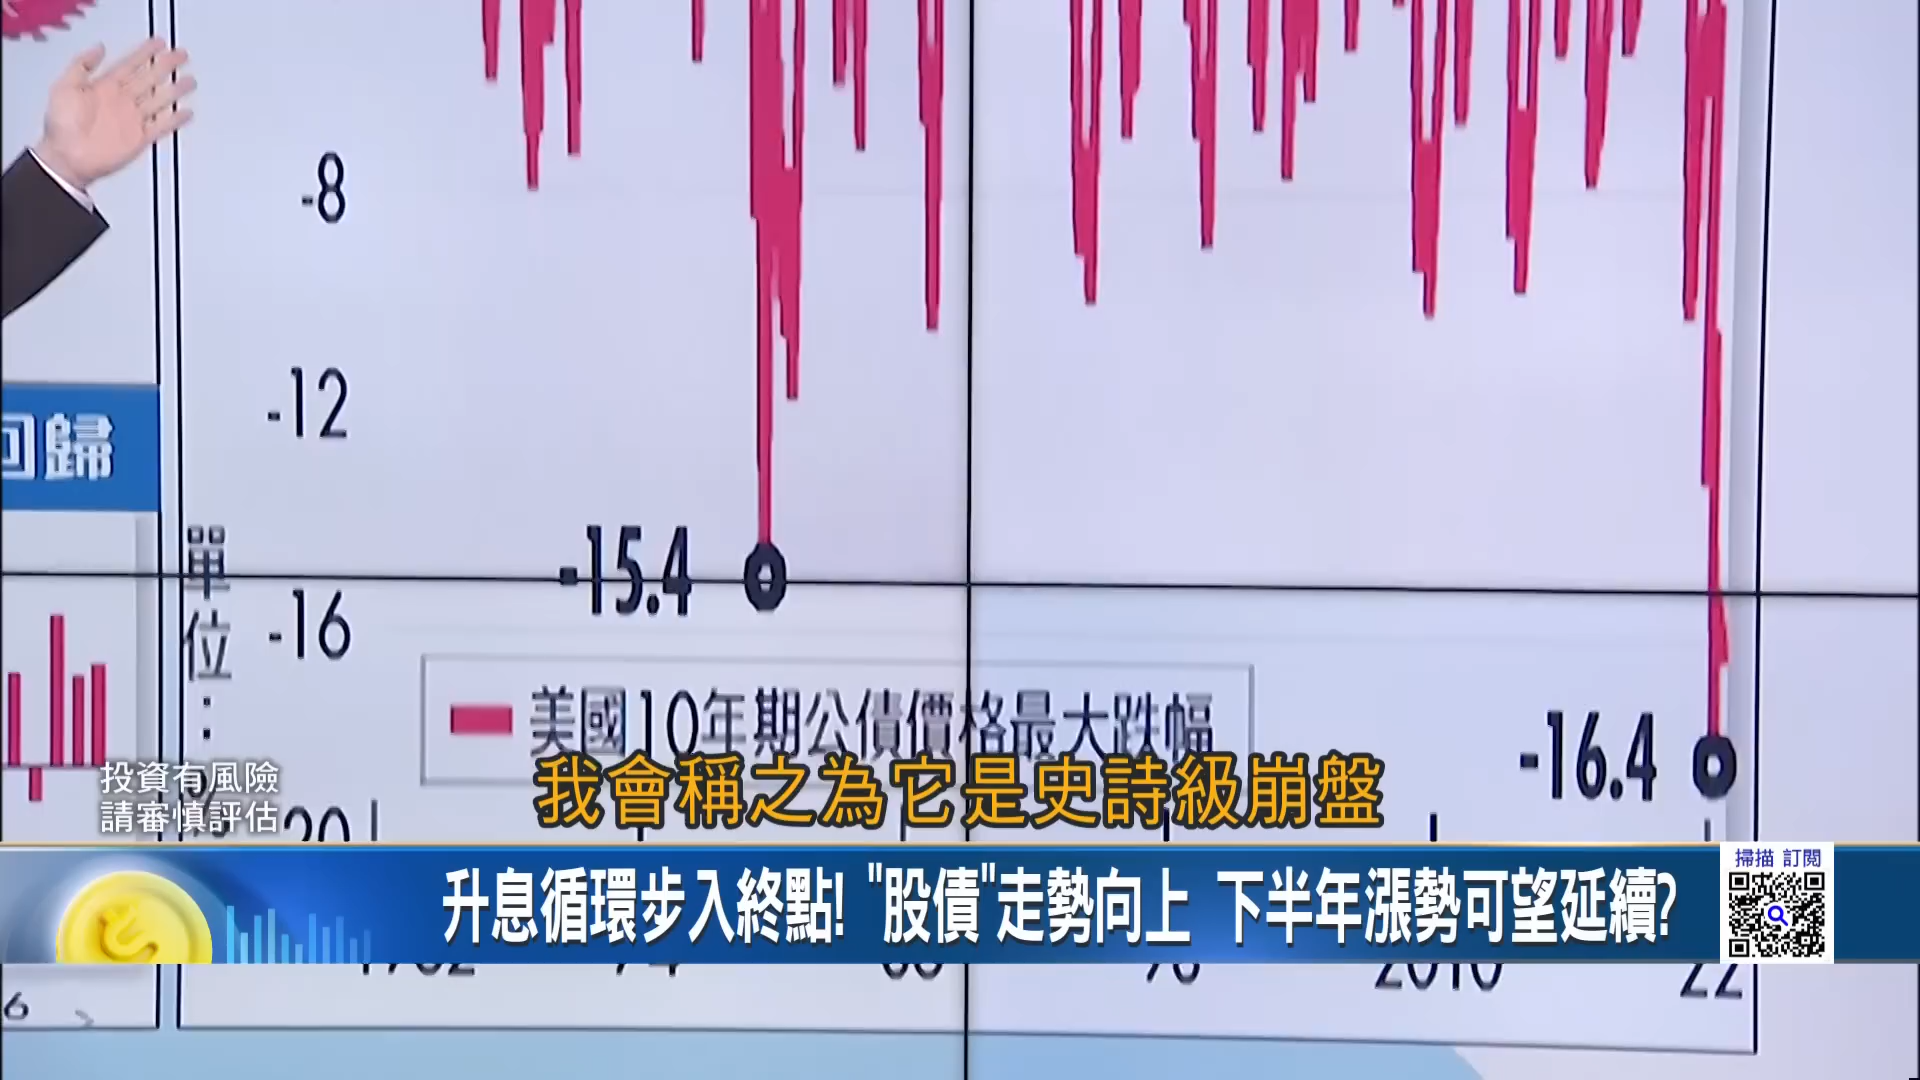 -8
-12
回歸
單位：%
-15.4
-16
美國10年期公債價格最大跌幅
-16.4
投資有風險
請審慎評估
-20
我會稱之為它是史詩級崩盤
升息循環步入終點! "股債"走勢向上 下半年漲勢可望延續?
掃描 訂閱
2010
22
6